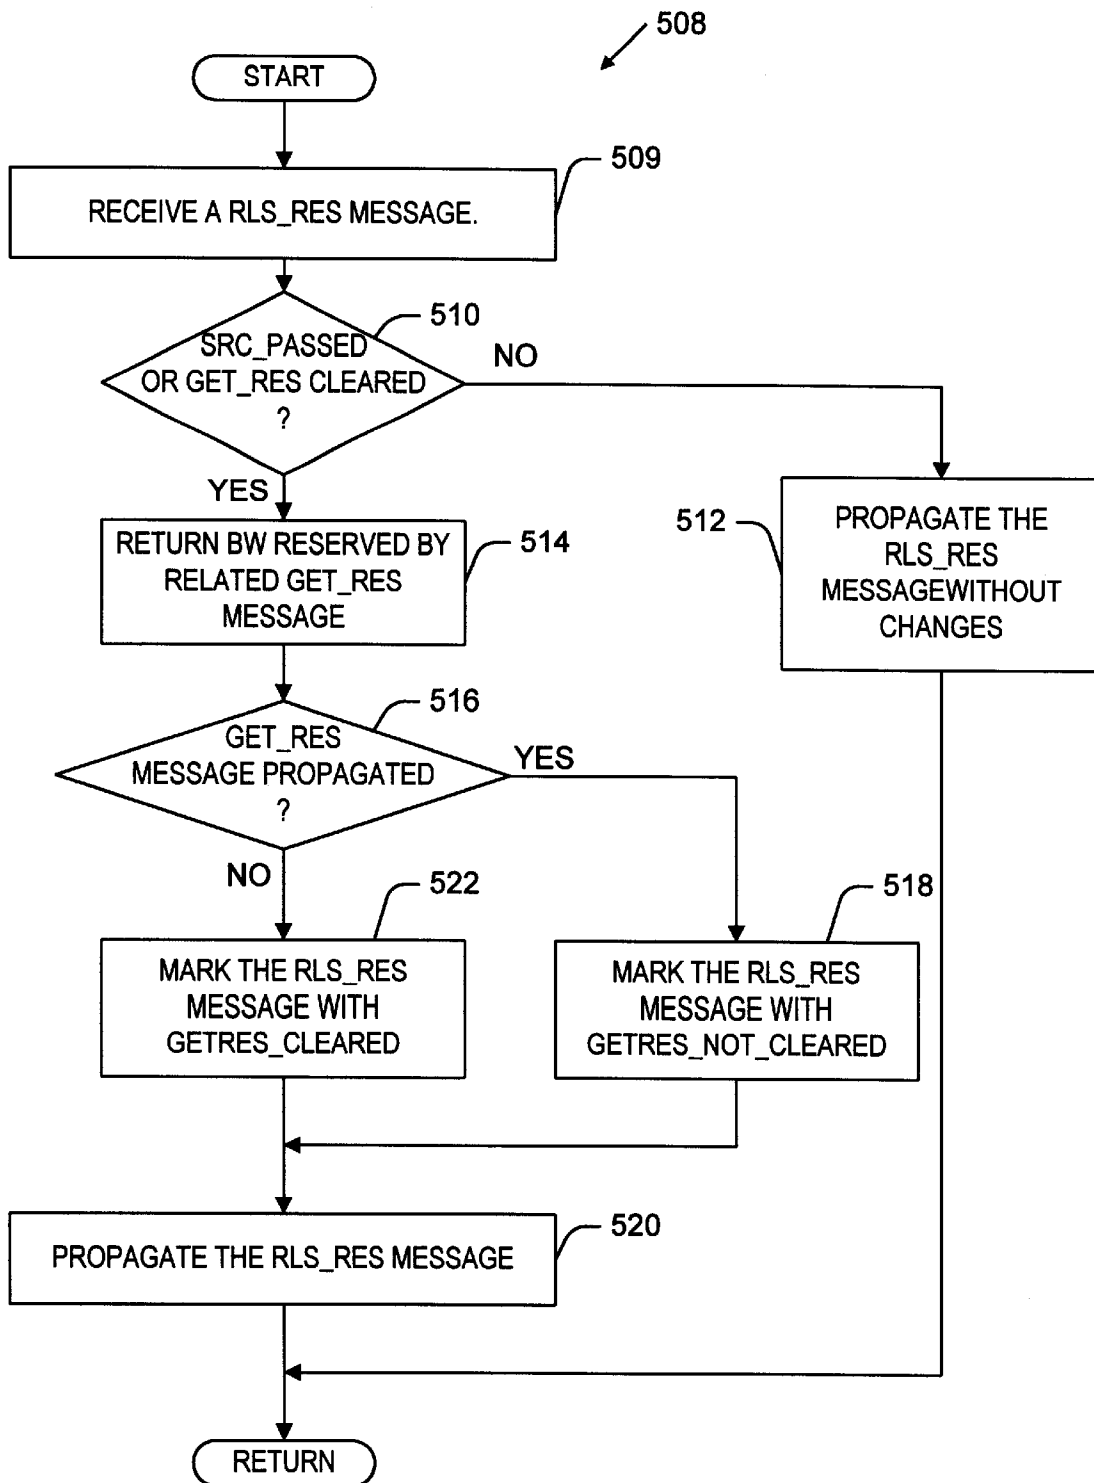 508
START
509
RECEIVE A RLS_RES MESSAGE.
510
SRC_PASSED
OR GET_RES CLEARED
?
NO
YES
RETURN BW RESERVED BY
RELATED GET_RES
MESSAGE
514
512
PROPAGATE THE
RLS_RES
MESSAGEWITHOUT
CHANGES
516
GET_RES
MESSAGE PROPAGATED
?
YES
NO
522
518
MARK THE RLS_RES
MESSAGE WITH
GETRES_CLEARED
MARK THE RLS_RES
MESSAGE WITH
GETRES_NOT_CLEARED
520
PROPAGATE THE RLS_RES MESSAGE
RETURN